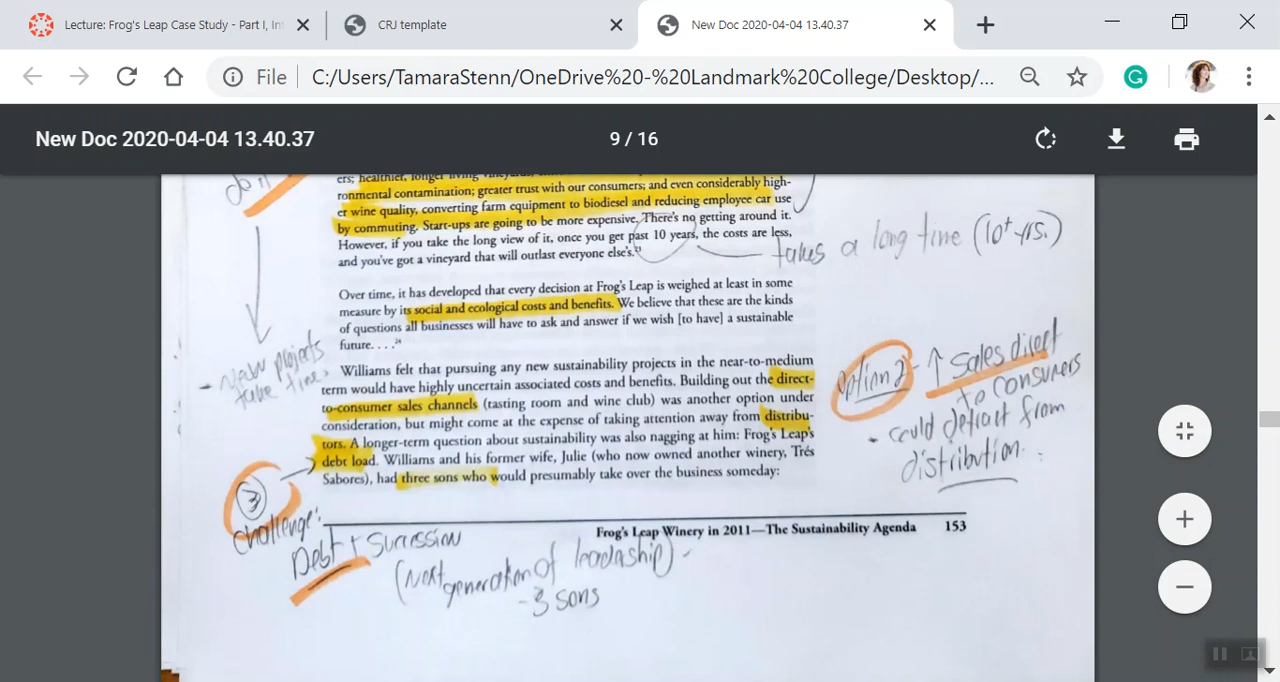 Lecture: Frog's Leap Case Study - Part I, In
CRJ template
New Doc 2020-04-04 13.40.37
File
C:/Users/TamaraStenn/OneDrive%20-%20Landmark%20College/Desktop/...
New Doc 2020-04-04 13.40.37
9 / 16
do it
ers; healthier, longer living vineyards;
ronmental contamination; greater trust with our consumers; and even considerably high-
er wine quality, converting farm equipment to biodiesel and reducing employee car use
by commuting. Start-ups are going to be more expensive. There's no getting around it.
However, if you take the long view of it, once you get past 10 years, the costs are less,
and you've got a vineyard that will outlast everyone else's.
takes a long time (10+ yrs.)
Over time, it has developed that every decision at Frog's Leap is weighed at least in some
measure by its social and ecological costs and benefits. We believe that these are the kinds
of questions all businesses will have to ask and answer if we wish [to have] a sustainable
future. . . .24
- New projects
take time.
Williams felt that pursuing any new sustainability projects in the near-to-medium
term would have highly uncertain associated costs and benefits. Building out the direct-
to-consumer sales channels (tasting room and wine club) was another option under
consideration, but might come at the expense of taking attention away from distribu-
tors. A longer-term question about sustainability was also nagging at him: Frog's Leap's
debt load. Williams and his former wife, Julie (who now owned another winery, Trés
Sabores), had three sons who would presumably take over the business someday:
Option 2 - ↑ Sales direct
to consumers
- could detract from
distribution.
3
Challenge:
Debt + Sucession
(Next generation of leadership) -
- 3 sons
Frog's Leap Winery in 2011—The Sustainability Agenda 153